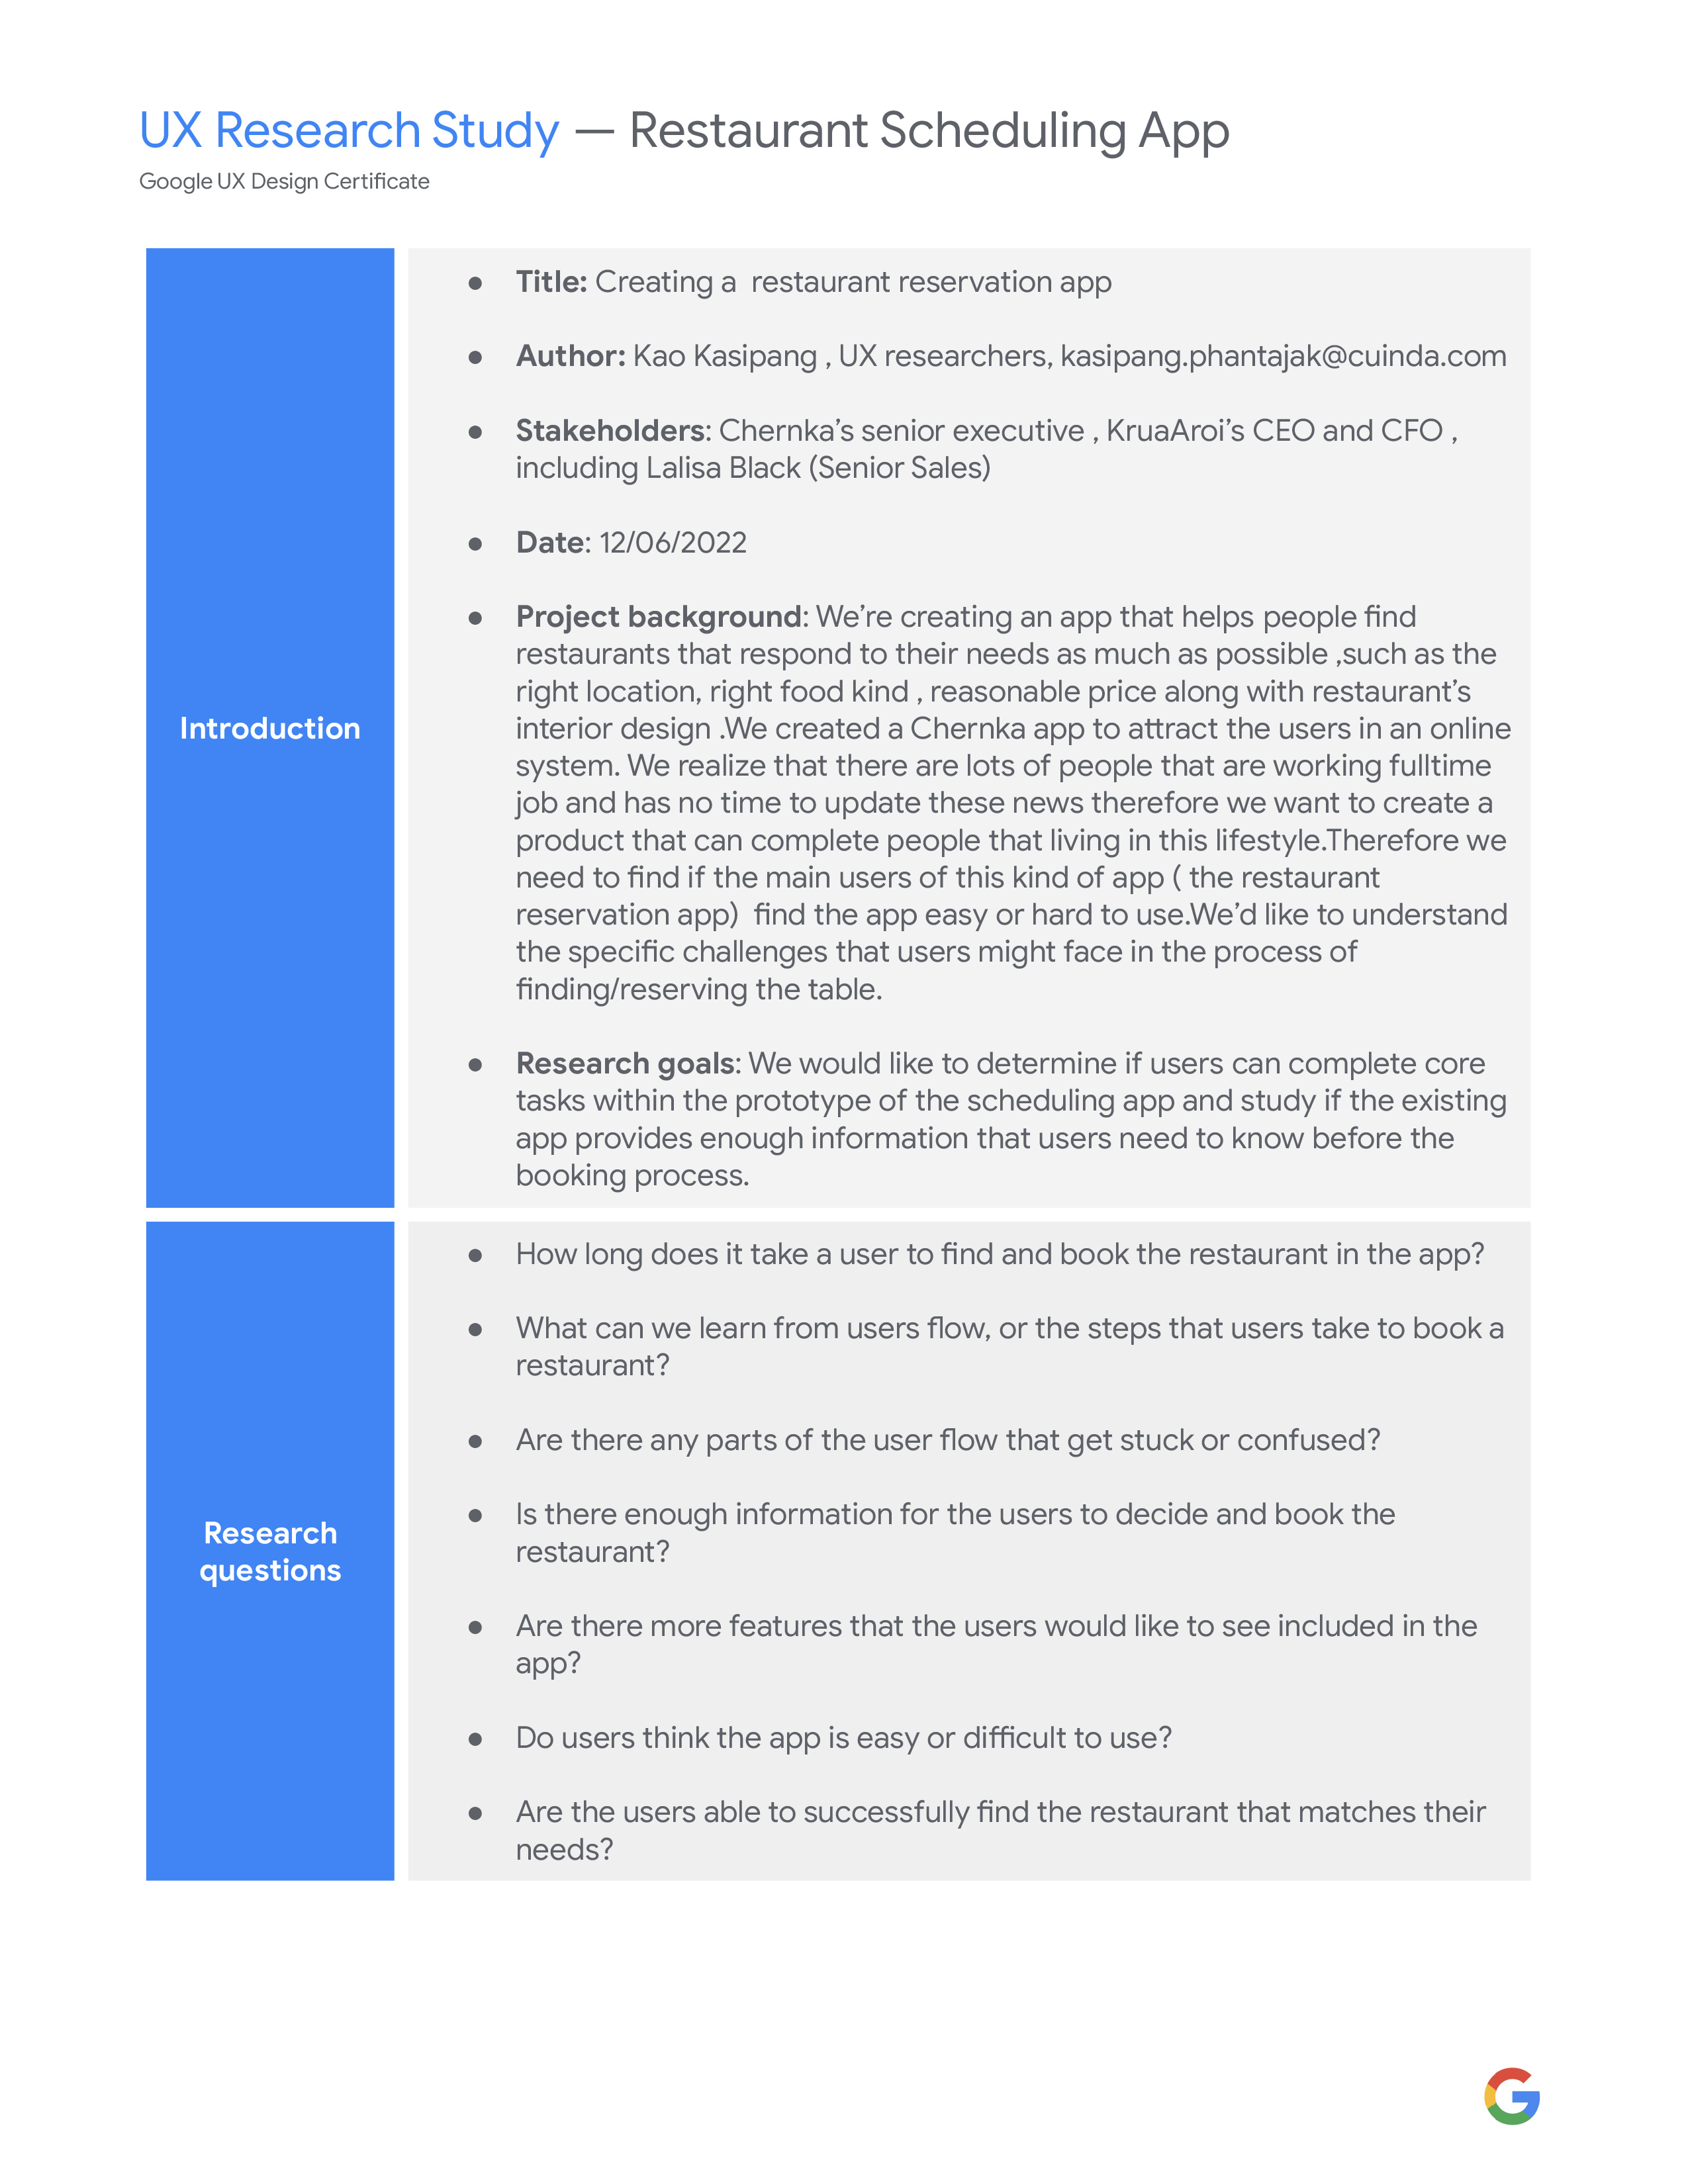 UX Research Study — Restaurant Scheduling App
Google UX Design Certificate
Introduction
● Title: Creating a  restaurant reservation app
● Author: Kao Kasipang , UX researchers, kasipang.phantajak@cuinda.com
● Stakeholders: Chernka’s senior executive , KruaAroi’s CEO and CFO ,
including Lalisa Black (Senior Sales)
● Date: 12/06/2022
● Project background: We’re creating an app that helps people find
restaurants that respond to their needs as much as possible ,such as the
right location, right food kind , reasonable price along with restaurant’s
interior design .We created a Chernka app to attract the users in an online
system. We realize that there are lots of people that are working fulltime
job and has no time to update these news therefore we want to create a
product that can complete people that living in this lifestyle.Therefore we
need to find if the main users of this kind of app ( the restaurant
reservation app)  find the app easy or hard to use.We’d like to understand
the specific challenges that users might face in the process of
finding/reserving the table.
● Research goals: We would like to determine if users can complete core
tasks within the prototype of the scheduling app and study if the existing
app provides enough information that users need to know before the
booking process.
Research
questions
● How long does it take a user to find and book the restaurant in the app?
● What can we learn from users flow, or the steps that users take to book a
restaurant?
● Are there any parts of the user flow that get stuck or confused?
● Is there enough information for the users to decide and book the
restaurant?
● Are there more features that the users would like to see included in the
app?
● Do users think the app is easy or difficult to use?
● Are the users able to successfully find the restaurant that matches their
needs?